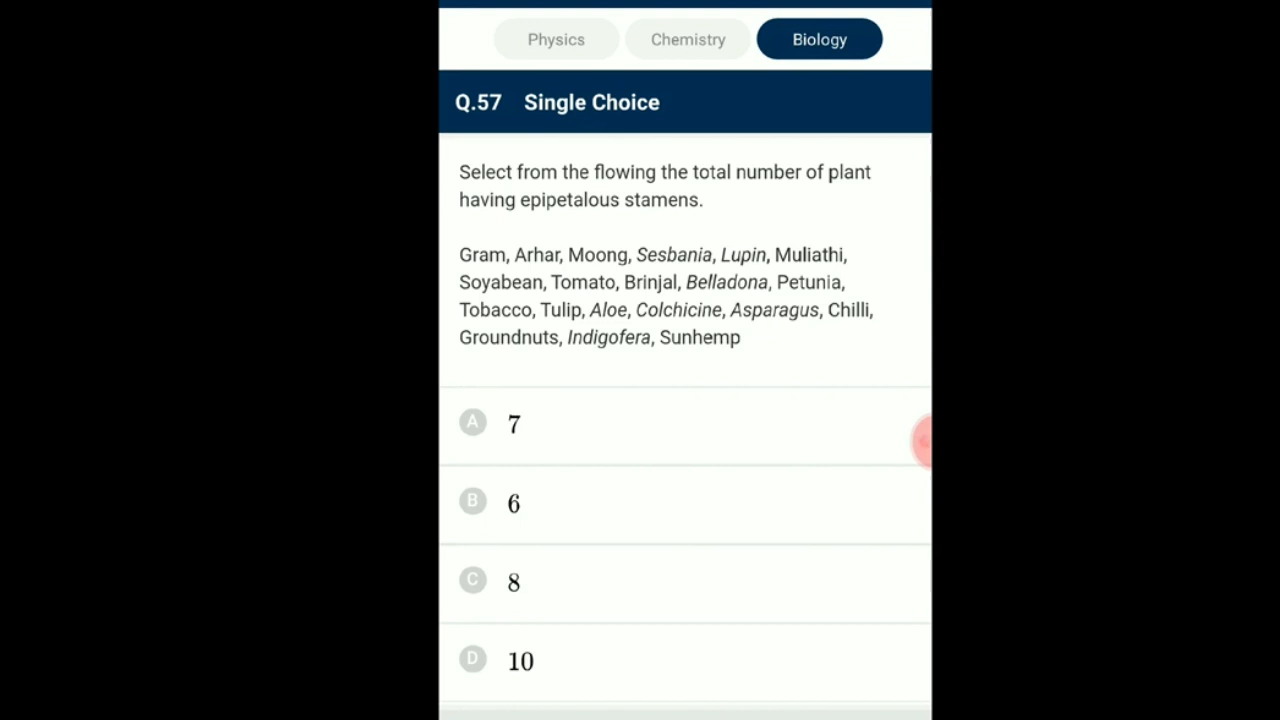 Physics Chemistry Biology
Q.57 Single Choice
Select from the flowing the total number of plant
having epipetalous stamens.
Gram, Arhar, Moong, Sesbania, Lupin, Muliathi,
Soyabean, Tomato, Brinjal, Belladona, Petunia,
Tobacco, Tulip, Aloe, Colchicine, Asparagus, Chilli,
Groundnuts, Indigofera, Sunhemp
A 7
B 6
C 8
D 10